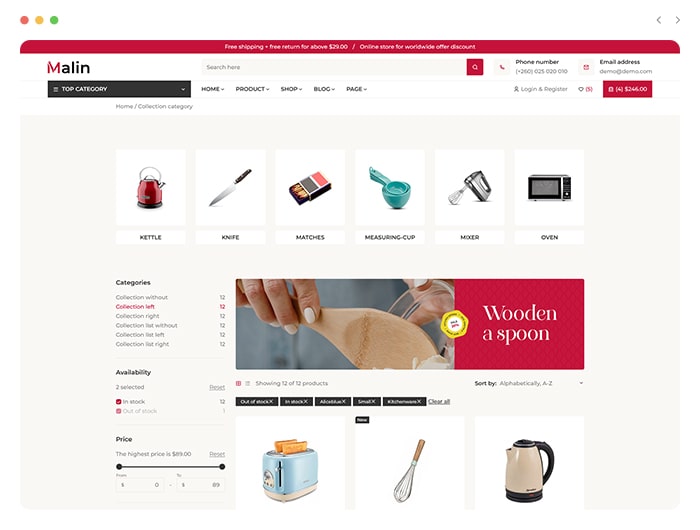 Free shipping + free return for above $29.00 / Online store for worldwide offer discount
Malin
Search here
Phone number
(+260) 025 020 010
Email address
demo@demo.com
TOP CATEGORY
HOME PRODUCT SHOP BLOG PAGE
Login & Register
(5)
(4) $246.00
Home / Collection category
KETTLE KNIFE MATCHES MEASURING-CUP MIXER OVEN
Categories
Collection without 12
Collection left 12
Collection right 12
Collection list without 12
Collection list left 12
Collection list right 12
Availability
2 selected Reset
In stock 12
Out of stock 1
Price
The highest price is $89.00 Reset
From To
$ 0 - $ 89
Wooden
a spoon
Showing 12 of 12 products
Sort by: Alphabetically, A-Z
Out of stock X In stock X Aliceblue X Small X Kitchenware X Clear all
New